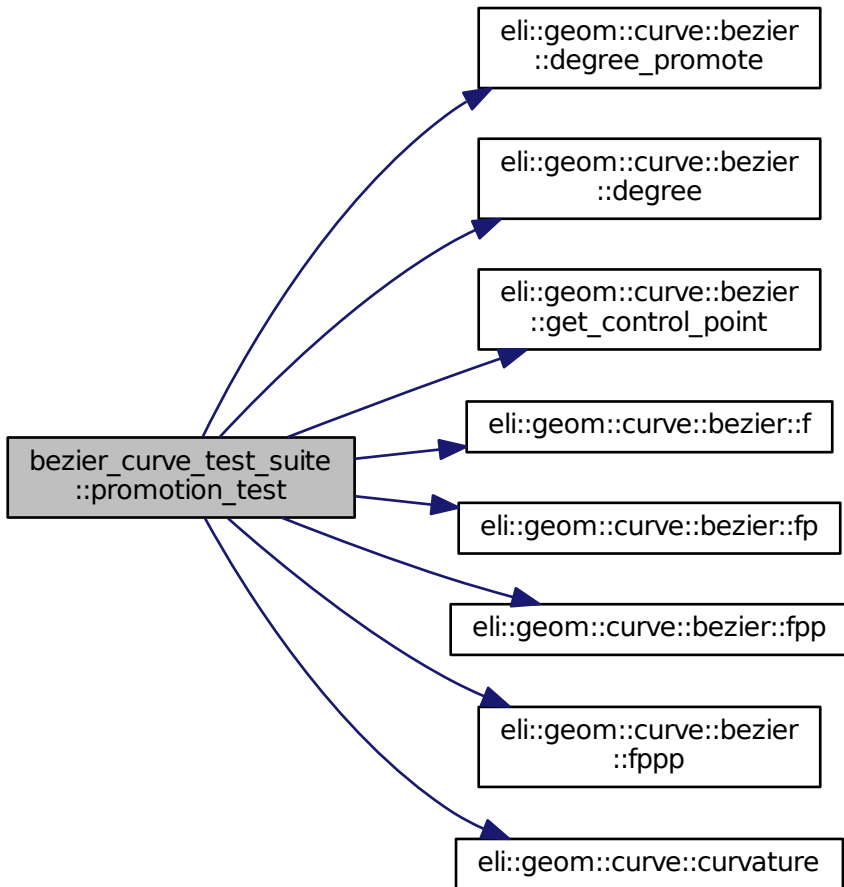 eli::geom::curve::bezier
::degree_promote
eli::geom::curve::bezier
::degree
eli::geom::curve::bezier
::get_control_point
eli::geom::curve::bezier::f
bezier_curve_test_suite
::promotion_test
eli::geom::curve::bezier::fp
eli::geom::curve::bezier::fpp
eli::geom::curve::bezier
::fppp
eli::geom::curve::curvature